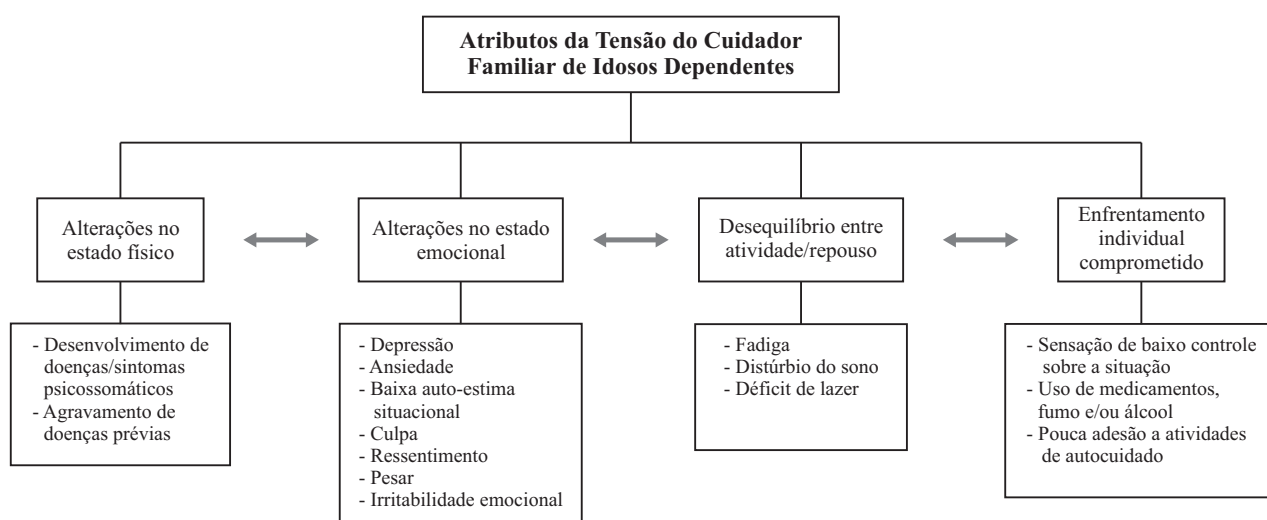 Atributos da Tensão do Cuidador
Familiar de Idosos Dependentes
Alterações no
estado físico
Alterações no estado
emocional
Desequilíbrio entre
atividade/repouso
Enfrentamento
individual
comprometido
- Desenvolvimento de
doenças/sintomas
psicossomáticos
- Agravamento de
doenças prévias
- Depressão
- Ansiedade
- Baixa auto-estima
situacional
- Culpa
- Ressentimento
- Pesar
- Irritabilidade emocional
- Fadiga
- Distúrbio do sono
- Déficit de lazer
- Sensação de baixo controle
sobre a situação
- Uso de medicamentos,
fumo e/ou álcool
- Pouca adesão a atividades
de autocuidado